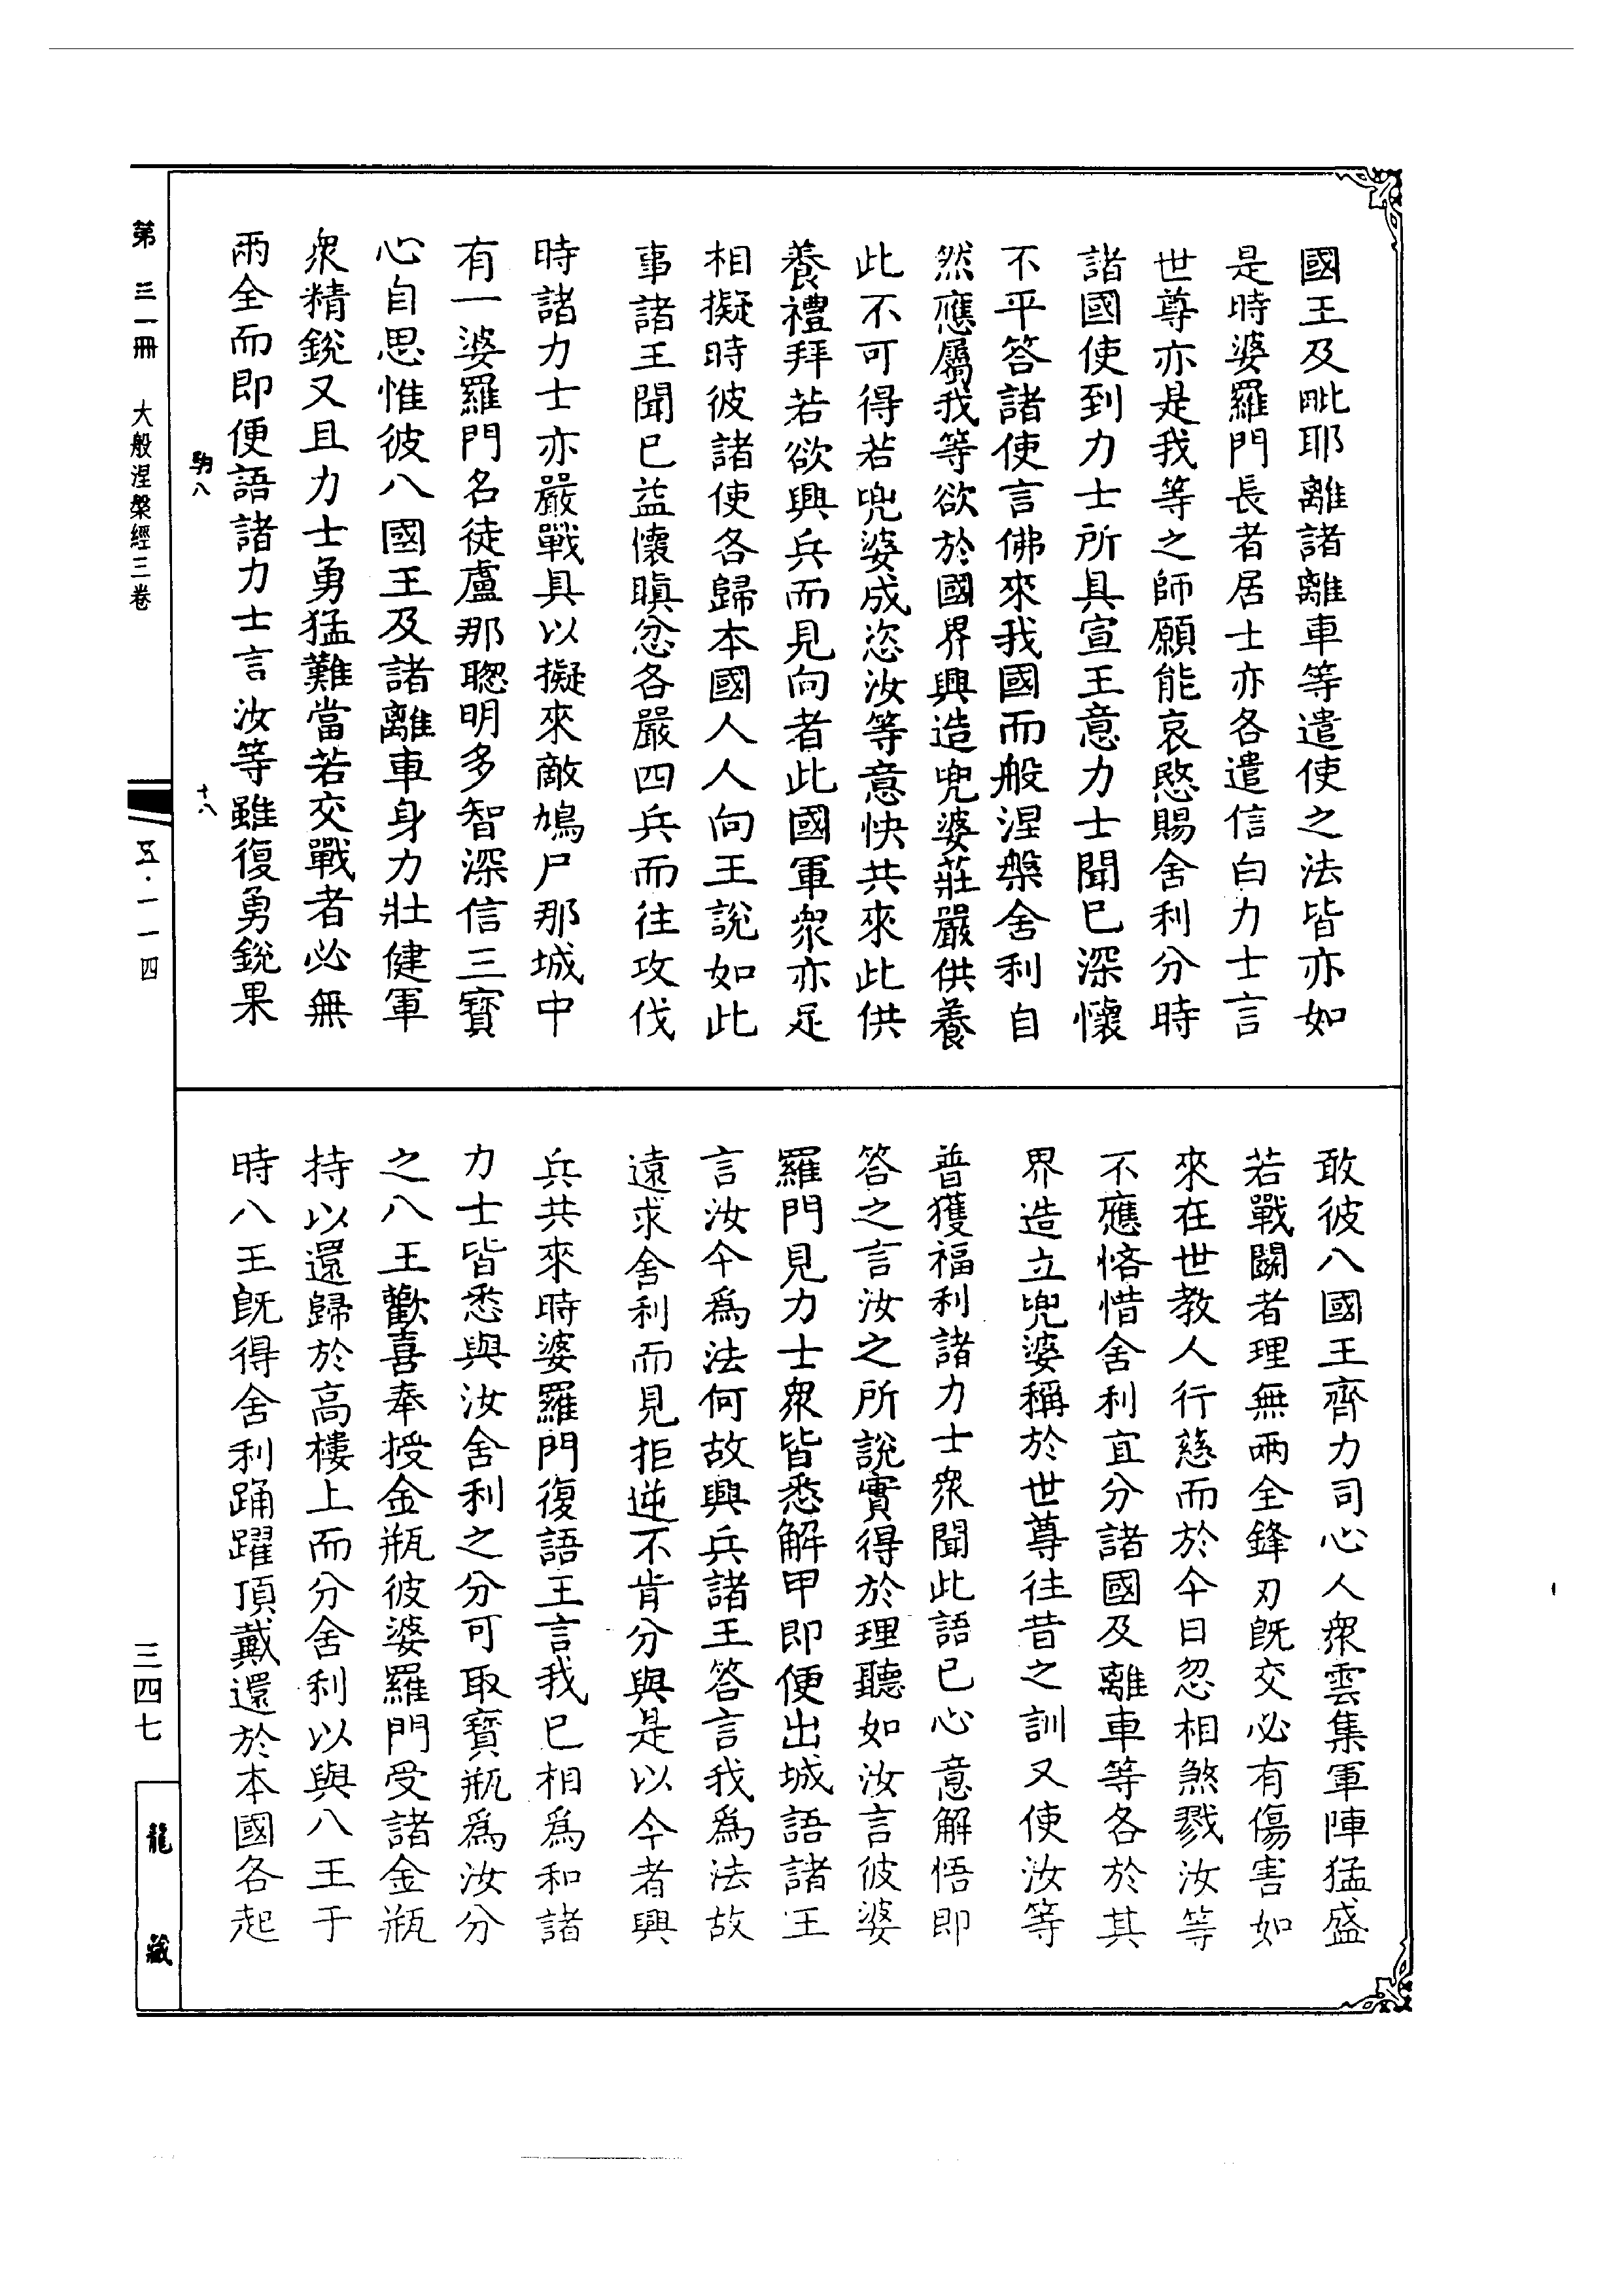 國王及毗耶離諸離車等遣使之法皆亦如
是時婆羅門長者居士亦各遣信白力士言
世尊亦是我等之師願能哀愍賜舍利分時
諸國使到力士所具宣王意力士聞已深懷
不平答諸使言佛來我國而般涅槃舍利自
然應屬我等欲於國界興造兜婆莊嚴供養
此不可得若兜婆成恣汝等意快共來此供
養禮拜若欲興兵而見向者此國軍衆亦足
相擬時彼諸使各歸本國人人向王說如此
事諸王聞已益懷瞋忿各嚴四兵而往攻伐
時諸力士亦嚴戰具以擬來敵鳩尸那城中
有一婆羅門名徒盧那聰明多智深信三寶
心自思惟彼八國王及諸離車身力壯健軍
衆精銳又且力士勇猛難當若交戰者必無
兩全而即便語諸力士言汝等雖復勇銳果
敢彼八國王齊力同心人衆雲集軍陣猛盛
若戰鬭者理無兩全鋒刃既交必有傷害如
來在世教人行慈而於今日忽相煞戮汝等
不應悋惜舍利宜分諸國及離車等各於其
界造立兜婆稱於世尊往昔之訓又使汝等
普獲福利諸力士衆聞此語已心意解悟即
答之言汝之所說實得於理聽如汝言彼婆
羅門見力士衆皆悉解甲即便出城語諸王
言汝今爲法何故興兵諸王答言我爲法故
遠求舍利而見拒逆不肯分與是以今者興
兵共來時婆羅門復語王言我已相爲和諸
力士皆悉與汝舍利之分可取寶瓶爲汝分
之八王歡喜奉授金瓶彼婆羅門受諸金瓶
持以還歸於高樓上而分舍利以與八王于
時八王既得舍利踊躍頂戴還於本國各起
駒八
十八
第三一冊
大般涅槃經三卷
五·一一四
三四七
龍藏